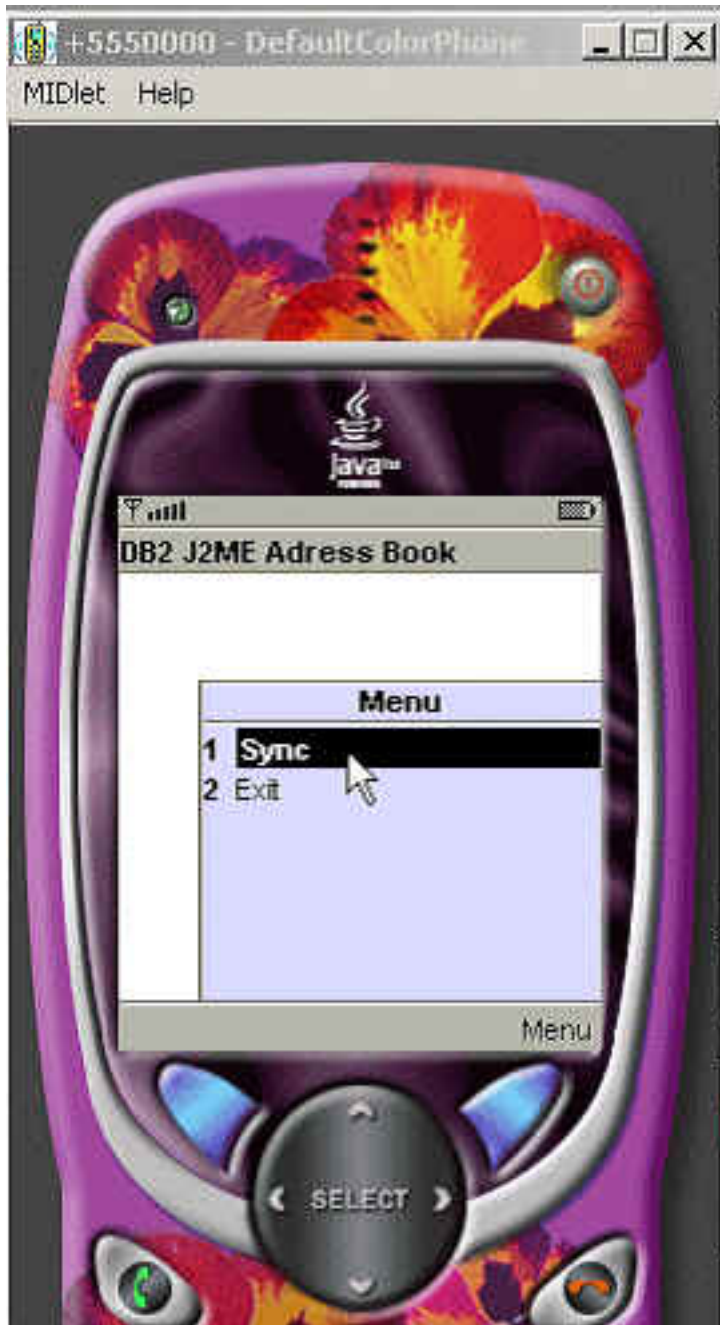 +5550000 - DefaultColorPhone
MIDlet Help
Java
DB2 J2ME Adress Book
Menu
1 Sync
2 Exit
Menu
SELECT